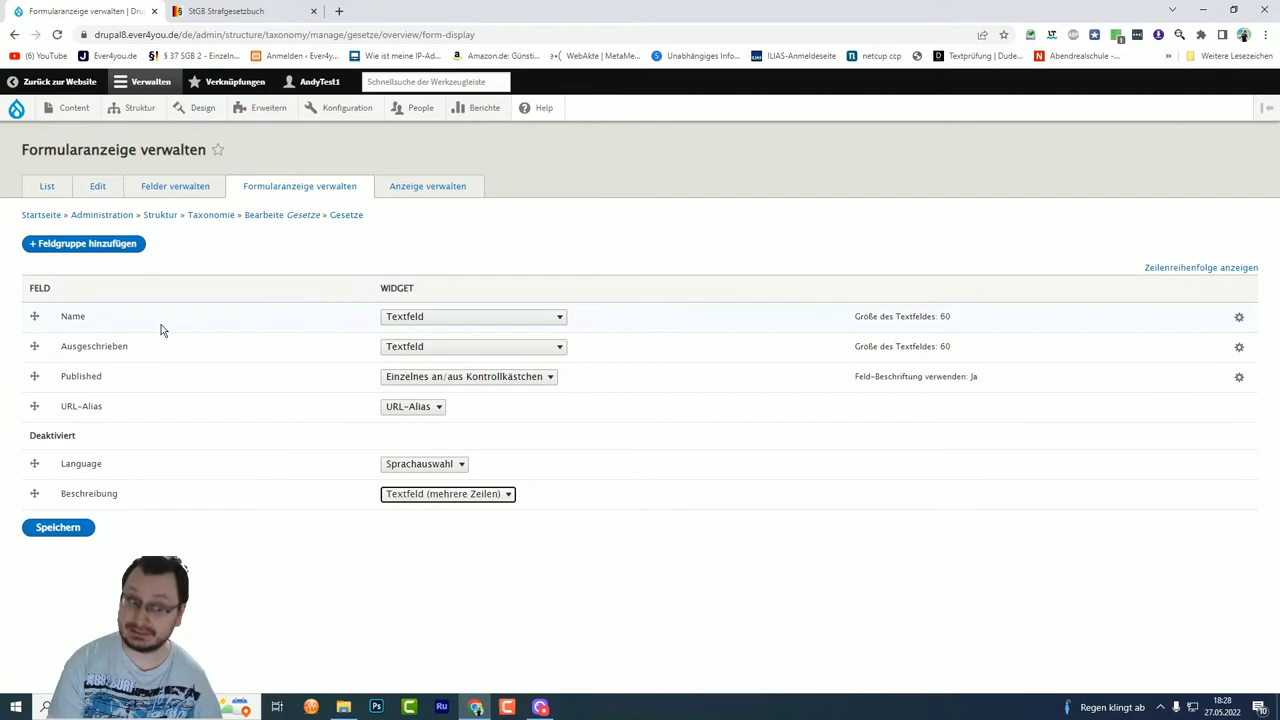 Formularanzeige verwalten | Dru
StGB Strafgesetzbuch
drupal8.ever4you.de/de/admin/structure/taxonomy/manage/gesetze/overview/form-display
(6) YouTube
Ever4you.de
§ 37 SGB 2 – Einzeln...
Anmelden ‹ Ever4y...
Wie ist meine IP-Ad...
Amazon.de: Günsti...
• (WebAkte | MetaMe...
Unabhängiges Info...
ILIAS-Anmeldeseite
netcup ccp
Textprüfung | Dude...
Abendrealschule -...
Weitere Lesezeichen
Zurück zur Website
Verwalten
Verknüpfungen
AndyTest1
Schnellsuche der Werkzeugleiste
Content
Struktur
Design
Erweitern
Konfiguration
People
Berichte
Help
Formularanzeige verwalten
List
Edit
Felder verwalten
Formularanzeige verwalten
Anzeige verwalten
Startseite » Administration » Struktur » Taxonomie » Bearbeite Gesetze » Gesetze
+ Feldgruppe hinzufügen
Zeilenreihenfolge anzeigen
FELD WIDGET
Name Textfeld Größe des Textfeldes: 60
Ausgeschrieben Textfeld Größe des Textfeldes: 60
Published Einzelnes an/aus Kontrollkästchen Feld-Beschriftung verwenden: Ja
URL-Alias URL-Alias
Deaktiviert
Language Sprachauswahl
Beschreibung Textfeld (mehrere Zeilen)
Speichern
Regen klingt ab
18:28
27.05.2022